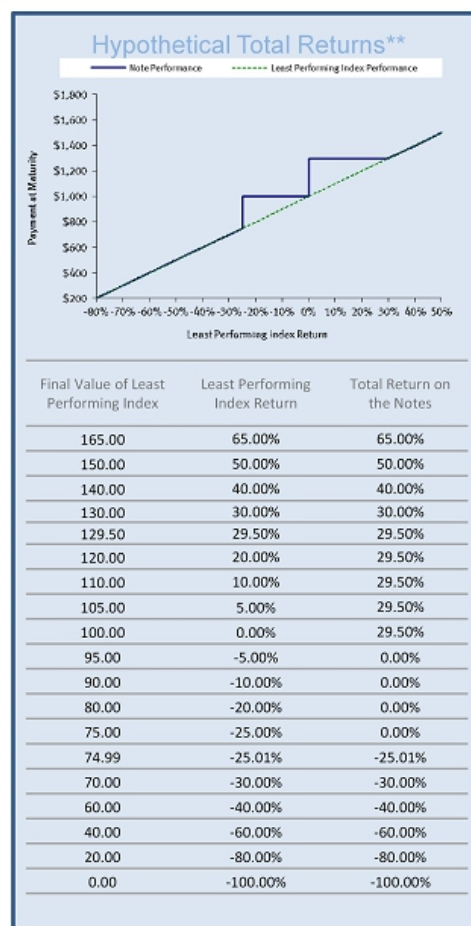 Hypothetical Total Returns**
Note Performance Least Performing Index Performance
$1,800
$1,600
$1,400
$1,200
$1,000
$800
$600
$400
$200
Payment at Maturity
-80% -70% -60% -50% -40% -30% -20% -10% 0% 10% 20% 30% 40% 50%
Least Performing Index Return
Final Value of Least Least Performing Total Return on
Performing Index Index Return the Notes
165.00 65.00% 65.00%
150.00 50.00% 50.00%
140.00 40.00% 40.00%
130.00 30.00% 30.00%
129.50 29.50% 29.50%
120.00 20.00% 29.50%
110.00 10.00% 29.50%
105.00 5.00% 29.50%
100.00 0.00% 29.50%
95.00 -5.00% 0.00%
90.00 -10.00% 0.00%
80.00 -20.00% 0.00%
75.00 -25.00% 0.00%
74.99 -25.01% -25.01%
70.00 -30.00% -30.00%
60.00 -40.00% -40.00%
40.00 -60.00% -60.00%
20.00 -80.00% -80.00%
0.00 -100.00% -100.00%